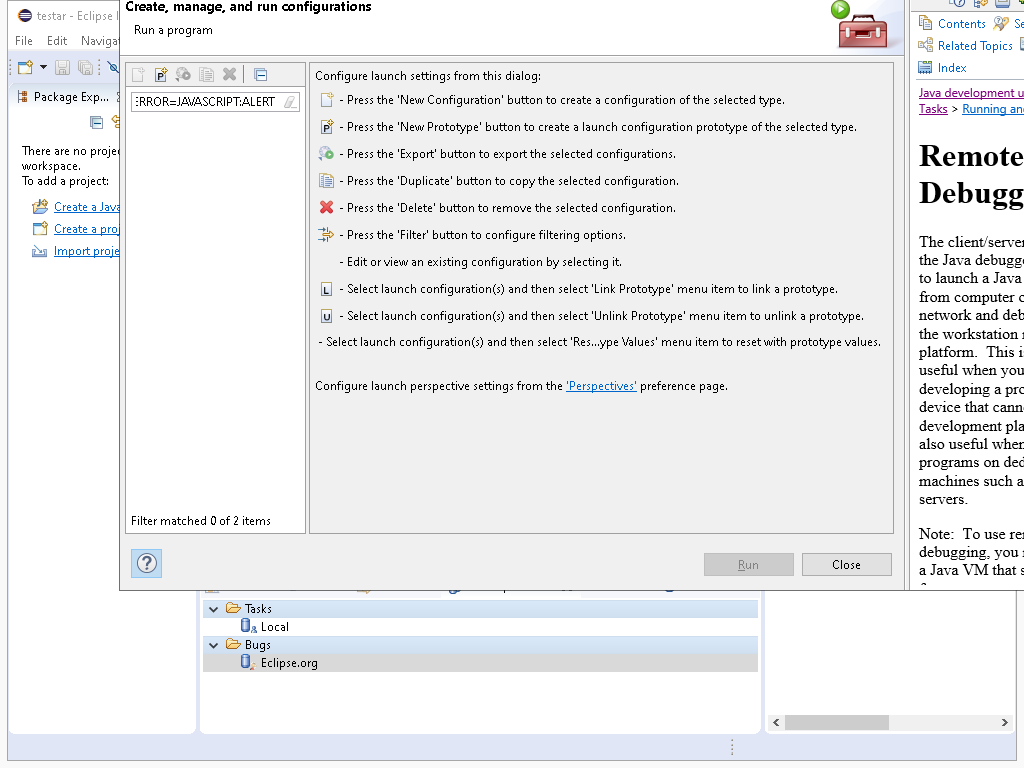 testar - Eclipse I
File Edit Naviga
Package Exp...
There are no proje
workspace.
To add a project:
Create a Java
Create a proj
Import proje
Create, manage, and run configurations
Run a program
ERROR=JAVASCRIPT:ALERT
Filter matched 0 of 2 items
Configure launch settings from this dialog:
- Press the 'New Configuration' button to create a configuration of the selected type.
- Press the 'New Prototype' button to create a launch configuration prototype of the selected type.
- Press the 'Export' button to export the selected configurations.
- Press the 'Duplicate' button to copy the selected configuration.
- Press the 'Delete' button to remove the selected configuration.
- Press the 'Filter' button to configure filtering options.
- Edit or view an existing configuration by selecting it.
L - Select launch configuration(s) and then select 'Link Prototype' menu item to link a prototype.
U - Select launch configuration(s) and then select 'Unlink Prototype' menu item to unlink a prototype.
- Select launch configuration(s) and then select 'Res...ype Values' menu item to reset with prototype values.
Configure launch perspective settings from the 'Perspectives' preference page.
Run Close
Contents Se
Related Topics
Index
Java development u
Tasks > Running and
Remote
Debugg
The client/server
the Java debugge
to launch a Java
from computer o
network and deb
the workstation r
platform. This is
useful when you
developing a pro
device that canno
development pla
also useful when
programs on ded
machines such a
servers.
Note: To use rem
debugging, you r
a Java VM that s
Tasks
Local
Bugs
Eclipse.org